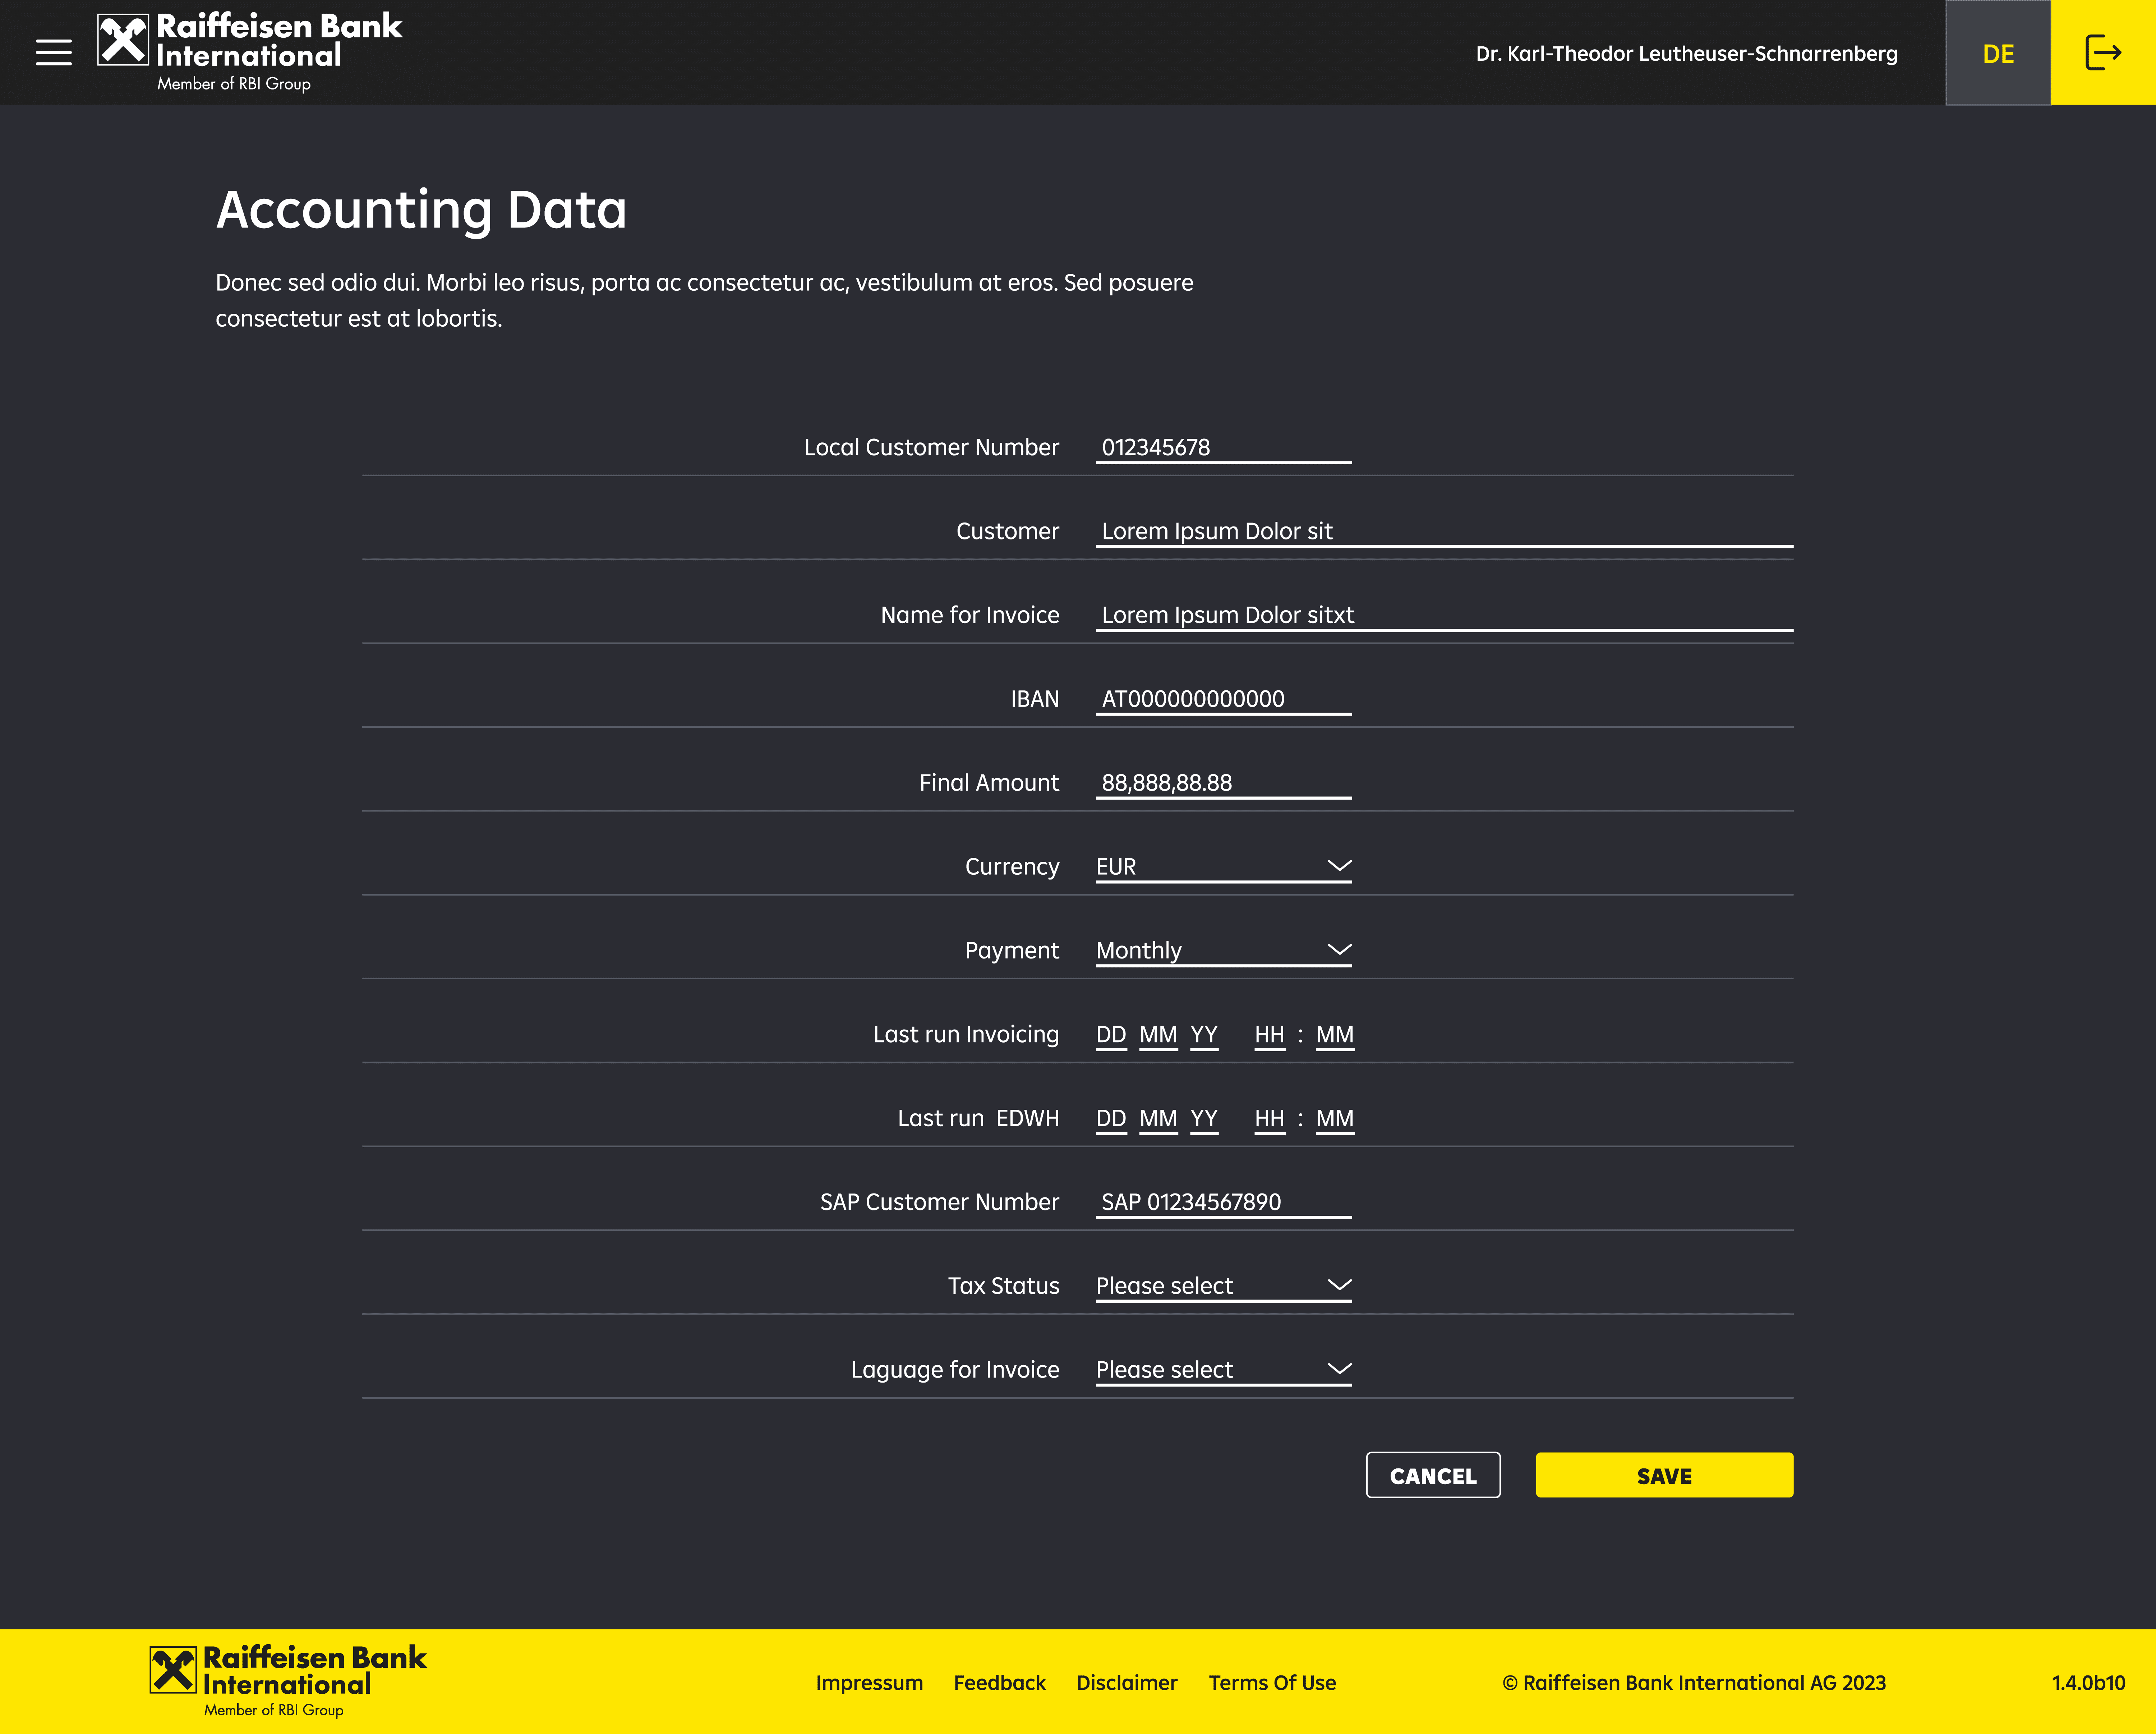 Raiffeisen Bank
International
Member of RBI Group
Dr. Karl-Theodor Leutheuser-Schnarrenberg
DE
Accounting Data
Donec sed odio dui. Morbi leo risus, porta ac consectetur ac, vestibulum at eros. Sed posuere
consectetur est at lobortis.
Local Customer Number 012345678
Customer Lorem Ipsum Dolor sit
Name for Invoice Lorem Ipsum Dolor sitxt
IBAN AT000000000000
Final Amount 88,888,88.88
Currency EUR
Payment Monthly
Last run Invoicing DD MM YY HH : MM
Last run EDWH DD MM YY HH : MM
SAP Customer Number SAP 01234567890
Tax Status Please select
Laguage for Invoice Please select
CANCEL SAVE
Raiffeisen Bank
International
Member of RBI Group
Impressum Feedback Disclaimer Terms Of Use © Raiffeisen Bank International AG 2023 1.4.0b10